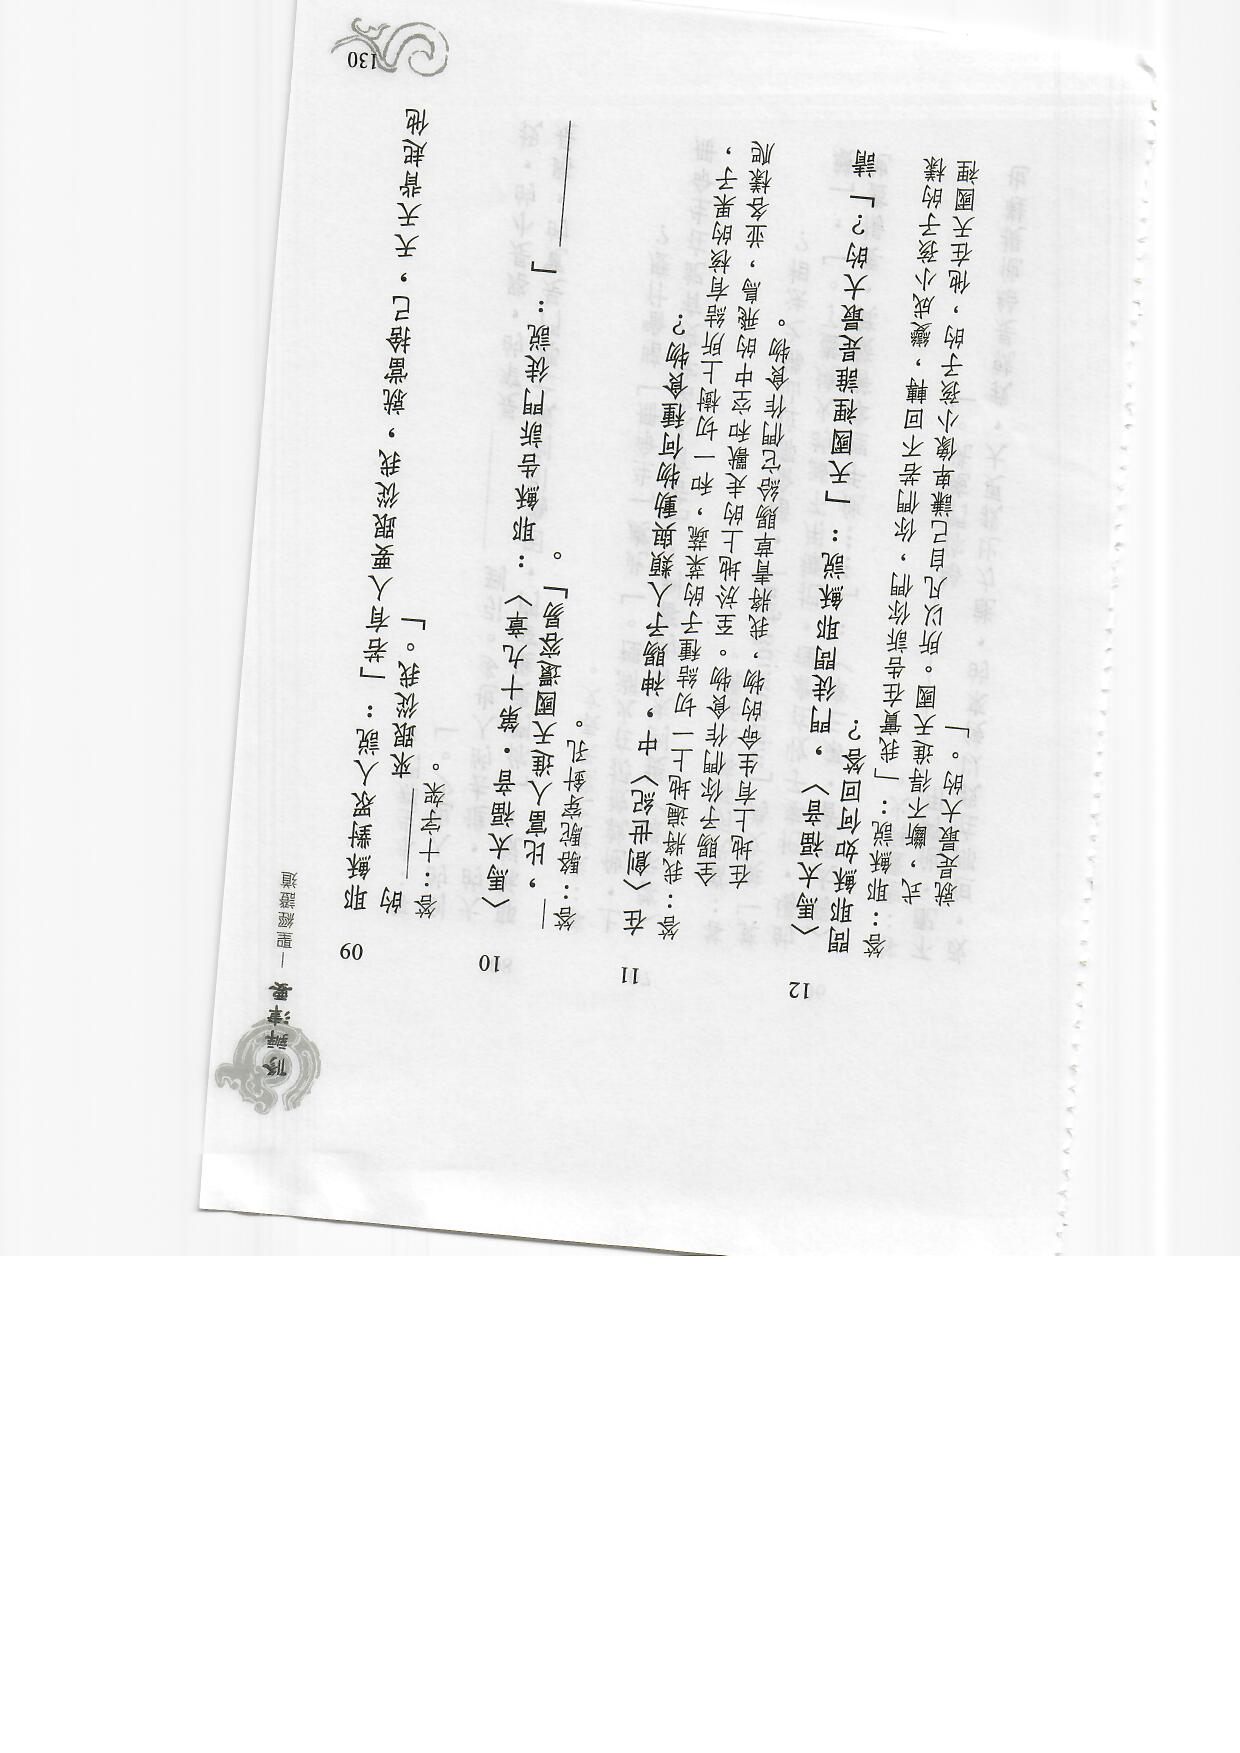 修辦津要—聖經證道
09 耶穌對眾人說：「若有人要跟從我，就當捨己，天天背起他
的＿＿＿來跟從我。」
答：十字架。
10 〈馬太福音・第十九章〉：耶穌告訴門徒說：「＿＿＿
＿，比富人進天國還容易」。
答：駱駝穿針孔。
11 在〈創世紀〉中，神賜予人類與動物何種食物？
答：我將遍地上一切結種子的菜蔬，和一切樹上所結有核的果子，
全賜予你們作食物。至於地上的走獸和空中的飛鳥，並各樣爬
在地上有生命的物，我將青草賜給它們作食物。
12 〈馬太福音〉，門徒問耶穌說：「天國裡誰是最大的？」請
問耶穌如何回答？
答：耶穌說：「我實在告訴你們，你們若不回轉，變成小孩子的樣
式，斷不得進天國。所以凡自己謙卑像小孩子的，他在天國裡
就是最大的。」
130